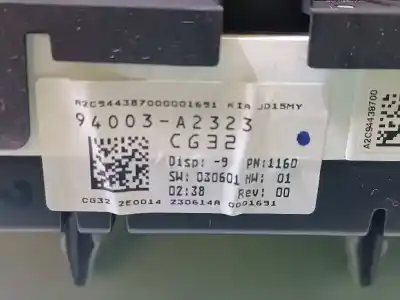 A2C94438700001691 KIA JD15MY
94003-A2323
CG32
Disp: -9 PN:1160
SW: 030601 HW: 01
02:38 Rev: 00
CG32 2E0014 230614A 0001691
A2C94438700